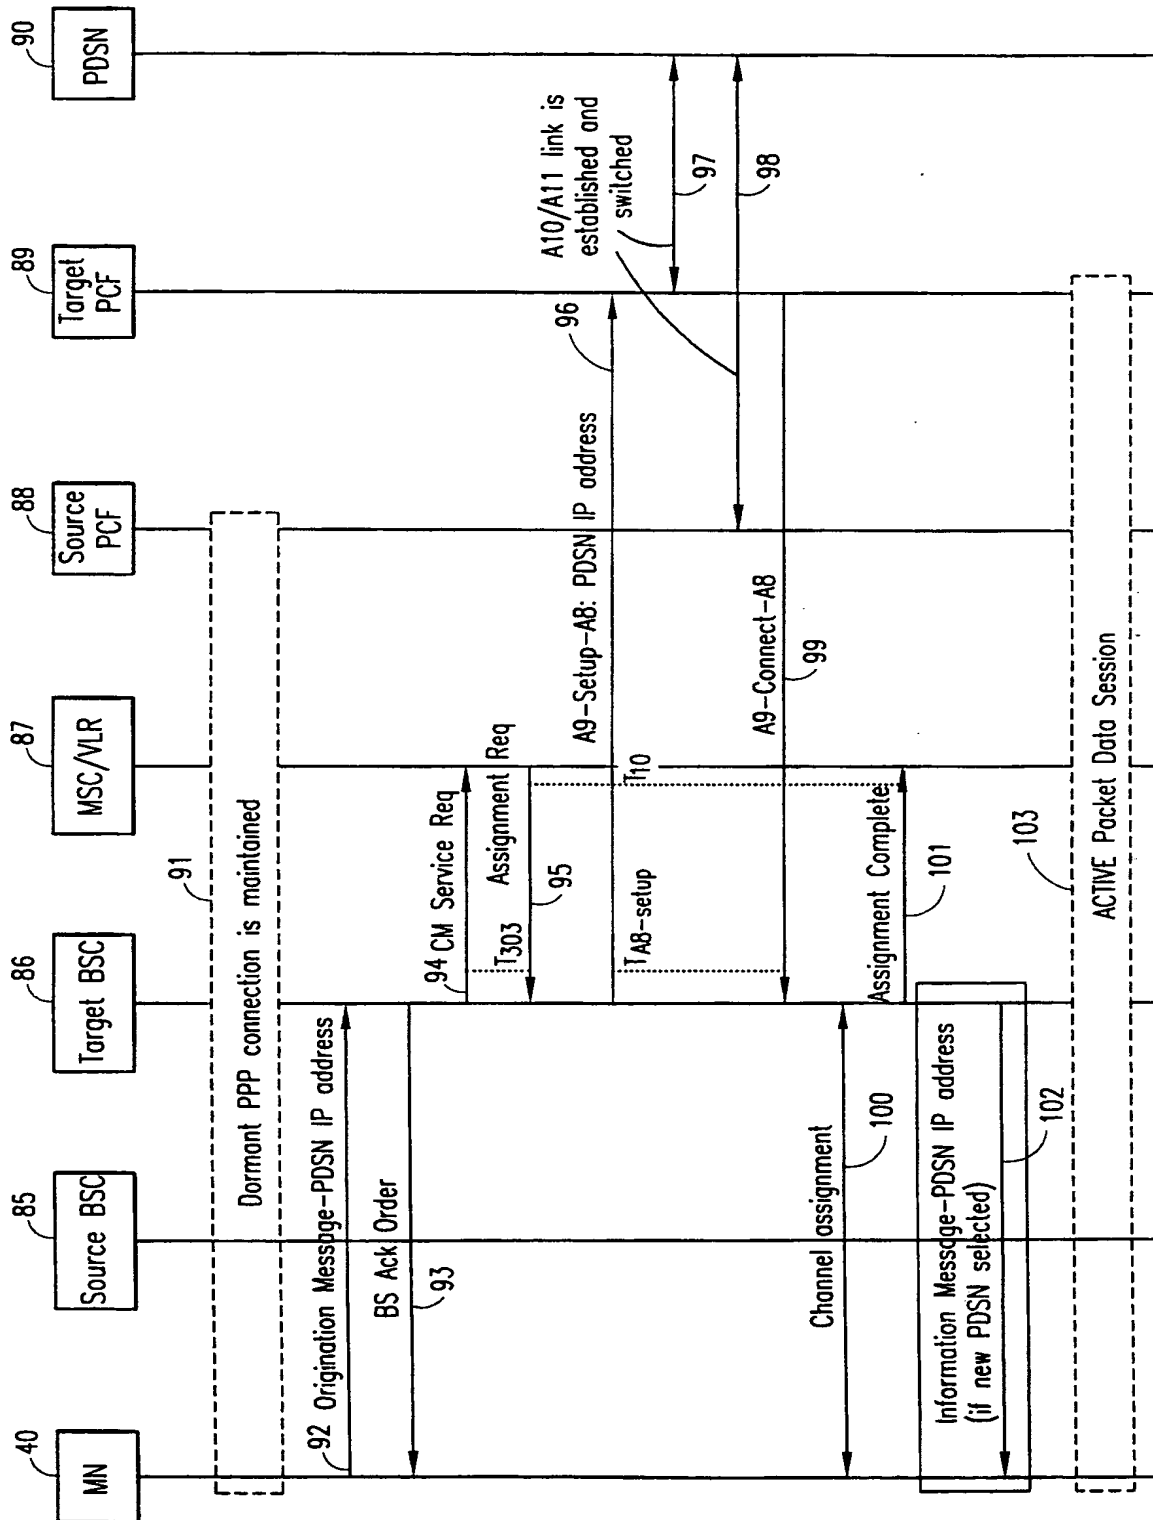 40
MN
85
Source BSC
86
Target BSC
87
MSC/VLR
88
Source
PCF
89
Target
PCF
90
PDSN
91
Dormant PPP connection is maintained
92 Origination Message-PDSN IP address
BS Ack Order
93
94 CM Service Req
T303
Assignment Req
95
A9-Setup-A8: PDSN IP address
96
TA8-setup
T10
A10/A11 link is
established and
switched
97
98
A9-Connect-A8
99
Channel assignment
100
Assignment Complete
101
Information Message-PDSN IP address
(if new PDSN selected)
102
103
ACTIVE Packet Data Session